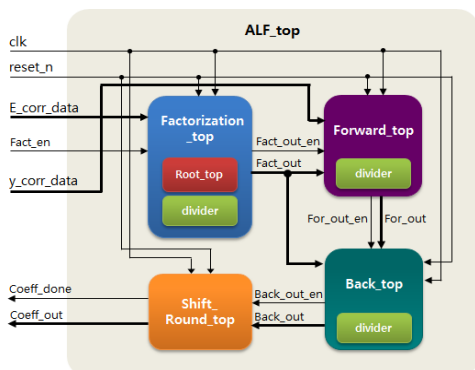 ALF_top
clk
reset_n
E_corr_data
Fact_en
y_corr_data
Factorization
_top
Root_top
divider
Fact_out_en
Fact_out
Forward_top
divider
For_out_en
For_out
Back_top
divider
Back_out_en
Back_out
Shift_
Round_top
Coeff_done
Coeff_out